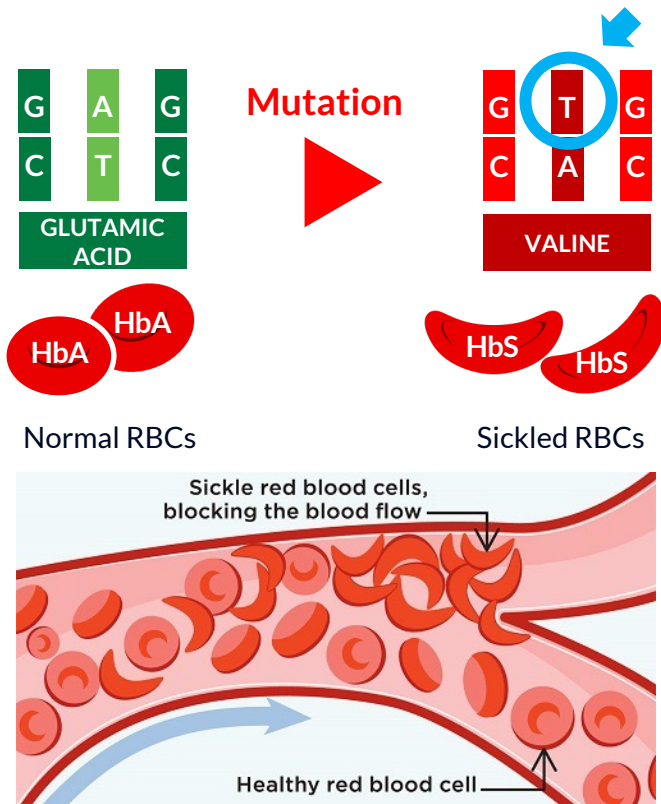 G A G
C T C
GLUTAMIC
ACID
HbA
HbA
Normal RBCs
Mutation
G T G
C A C
VALINE
HbS
HbS
Sickled RBCs
Sickle red blood cells,
blocking the blood flow
Healthy red blood cell